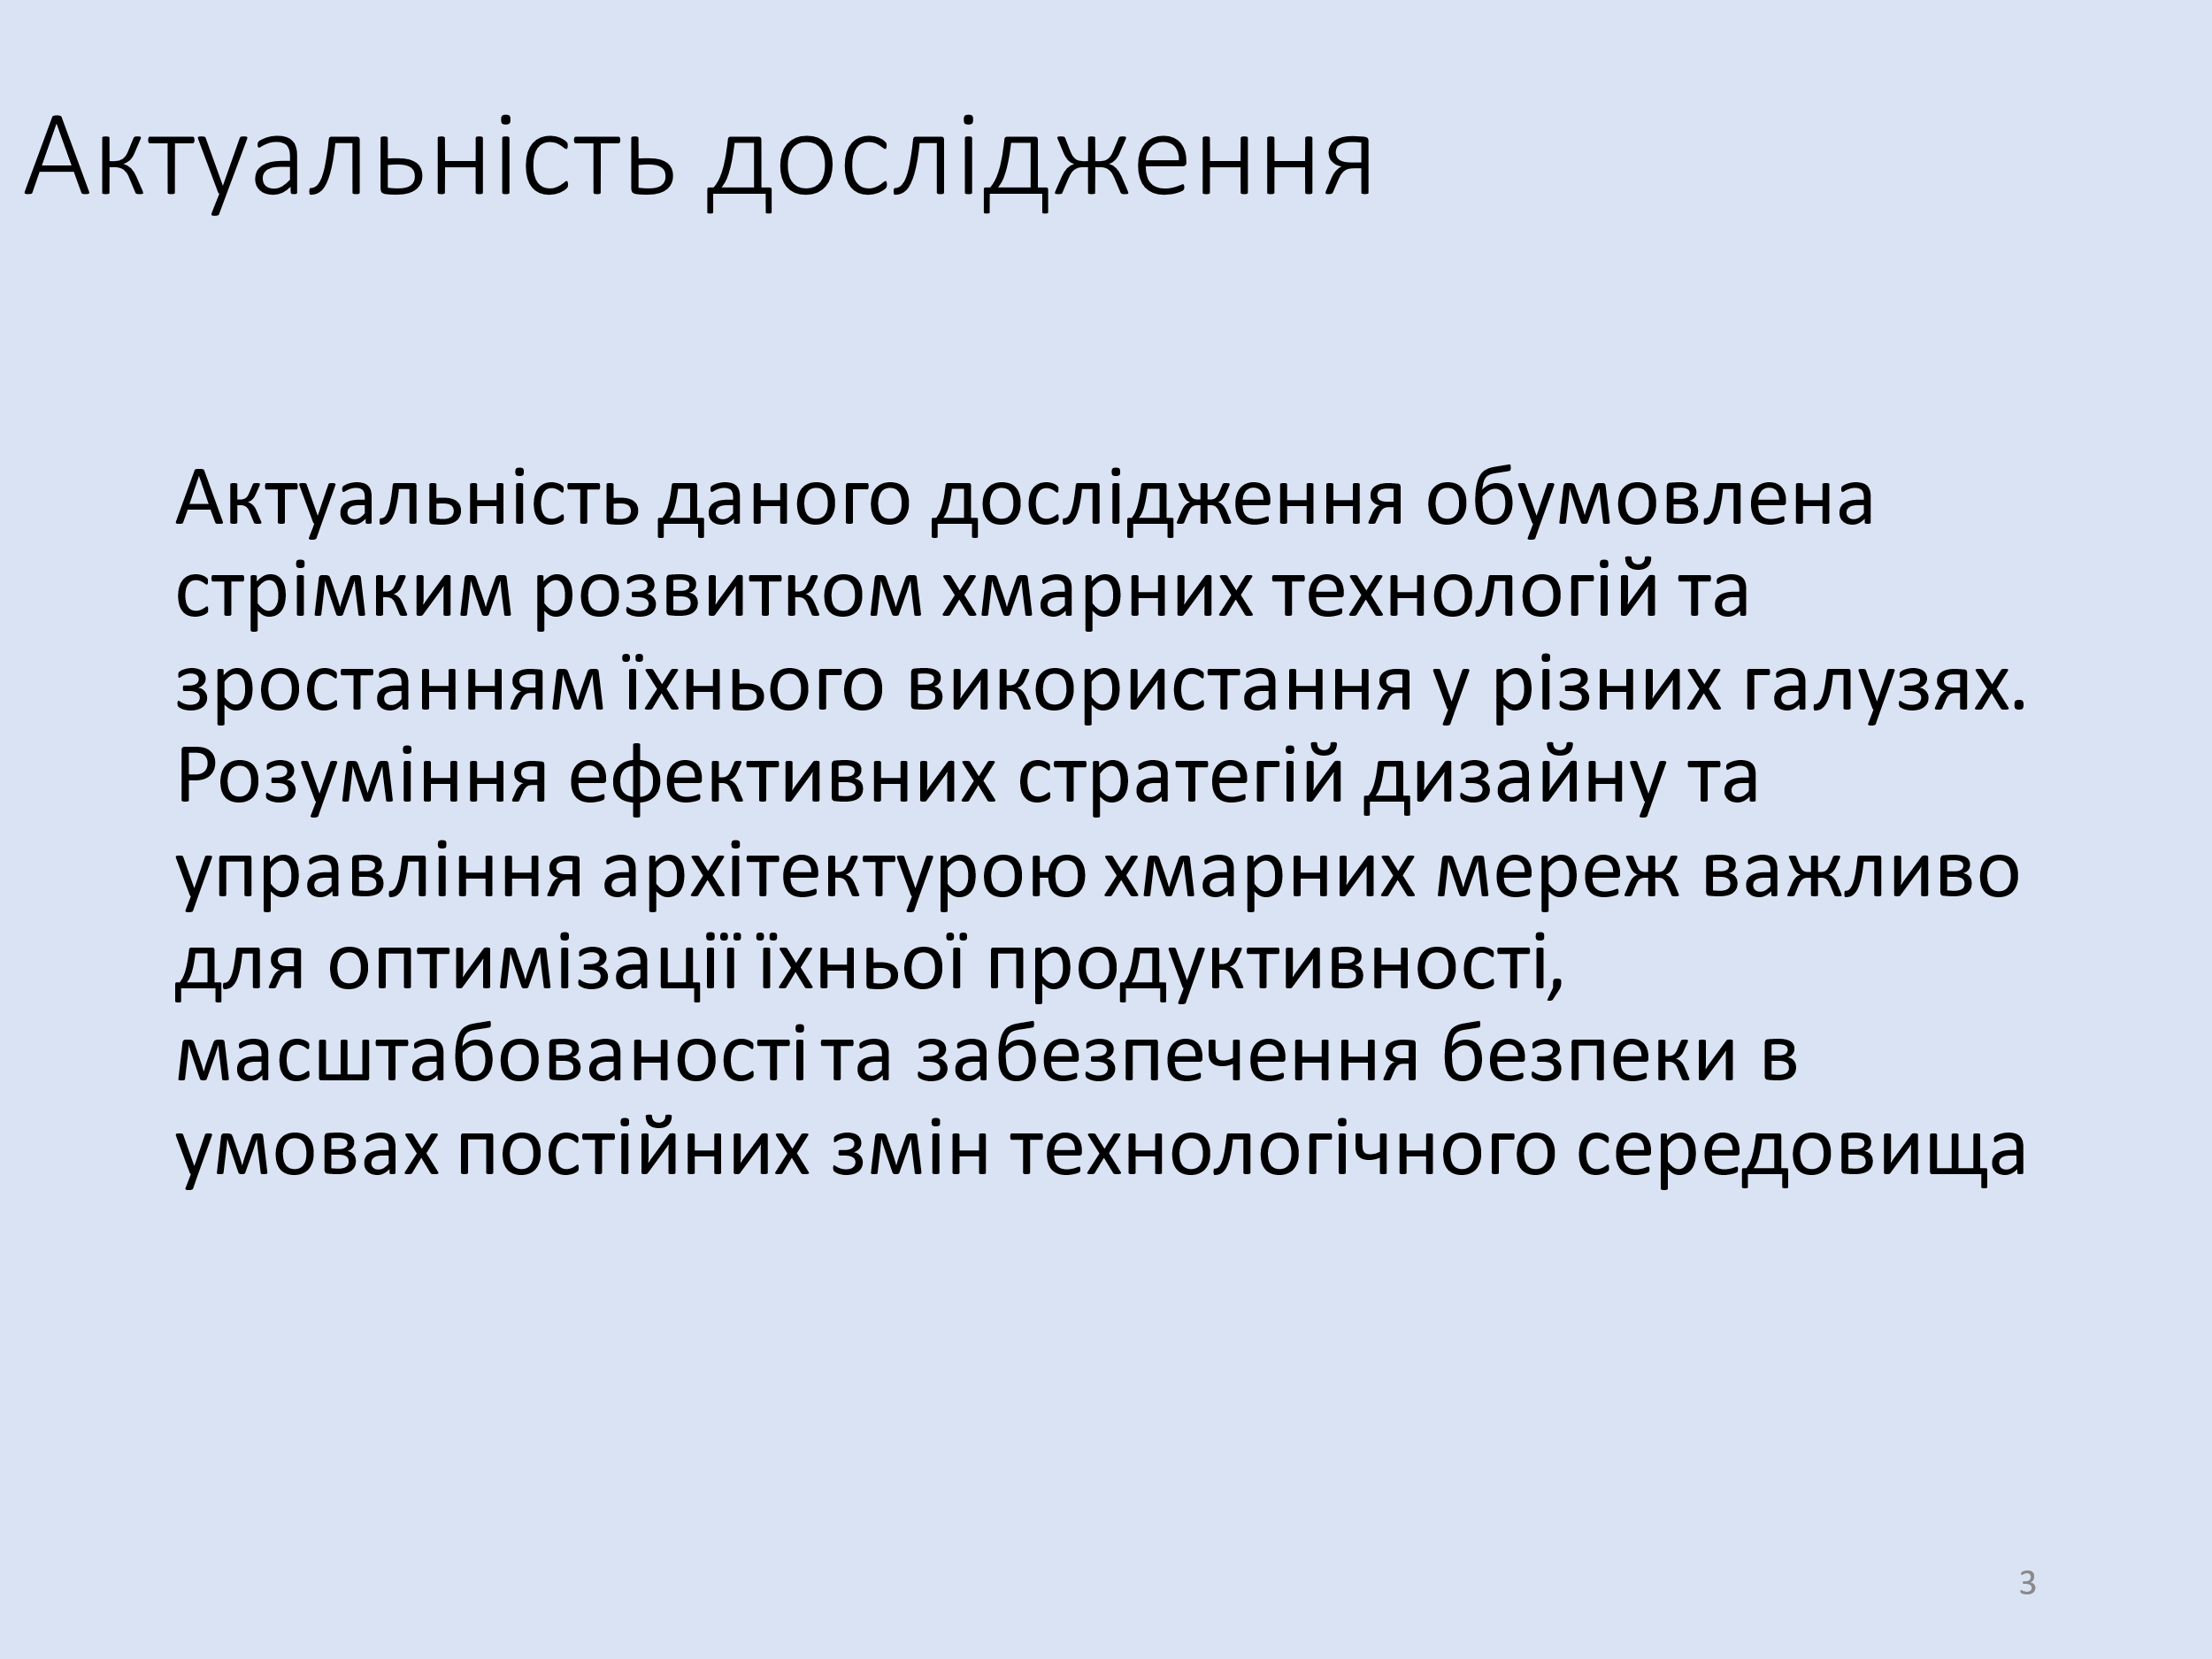 Актуальність дослідження
Актуальність даного дослідження обумовлена
стрімким розвитком хмарних технологій та
зростанням їхнього використання у різних галузях.
Розуміння ефективних стратегій дизайну та
управління архітектурою хмарних мереж важливо
для оптимізації їхньої продуктивності,
масштабованості та забезпечення безпеки в
умовах постійних змін технологічного середовища
3